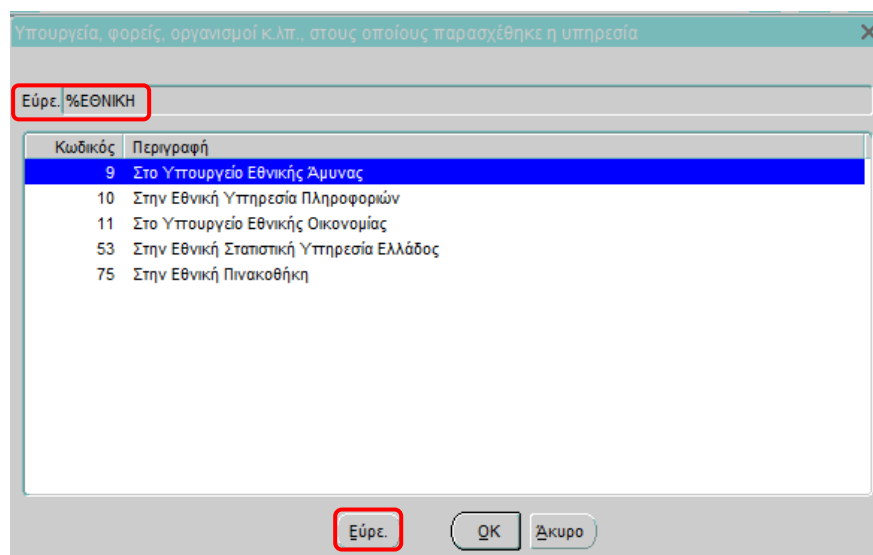 Υπουργεία, φορείς, οργανισμοί κ.λπ., στους οποίους παρασχέθηκε η υπηρεσία
Εύρε. %ΕΘΝΙΚΗ
Κωδικός Περιγραφή
9 Στο Υπουργείο Εθνικής Άμυνας
10 Στην Εθνική Υπηρεσία Πληροφοριών
11 Στο Υπουργείο Εθνικής Οικονομίας
53 Στην Εθνική Στατιστική Υπηρεσία Ελλάδος
75 Στην Εθνική Πινακοθήκη
Εύρε. OK Άκυρο